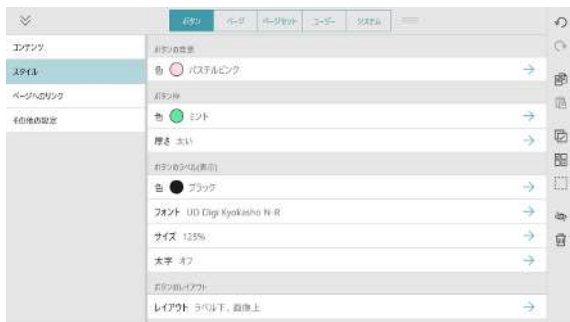 ボタン ページ ページセット ユーザー システム
コンテンツ
スタイル
ページへのリンク
その他の設定
ボタンの背景
色 パステルピンク
ボタン枠
色 ミント
厚さ 太い
ボタンのラベル(表示)
色 ブラック
フォント UD Digi Kyokasho N-R
サイズ 125%
太字 オフ
ボタンのレイアウト
レイアウト ラベル下, 画像上